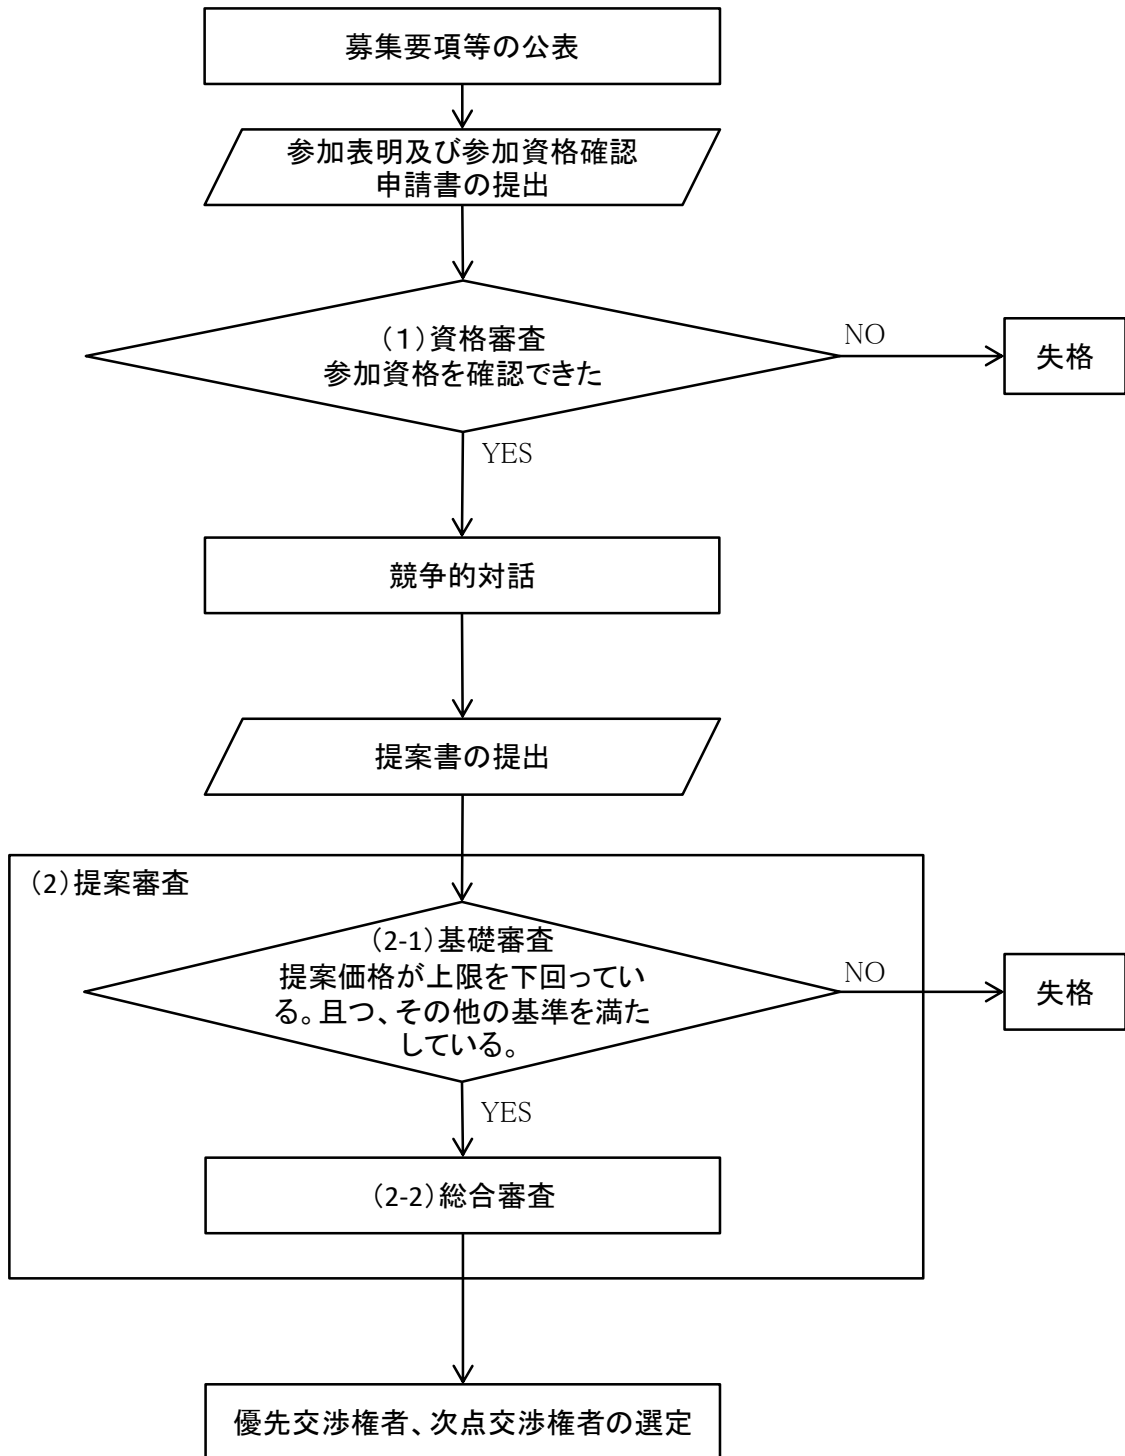 募集要項等の公表
参加表明及び参加資格確認
申請書の提出
（１）資格審査
参加資格を確認できた
NO
失格
YES
競争的対話
提案書の提出
（2）提案審査
（2-1）基礎審査
提案価格が上限を下回ってい
る。且つ、その他の基準を満た
している。
NO
失格
YES
（2-2）総合審査
優先交渉権者、次点交渉権者の選定